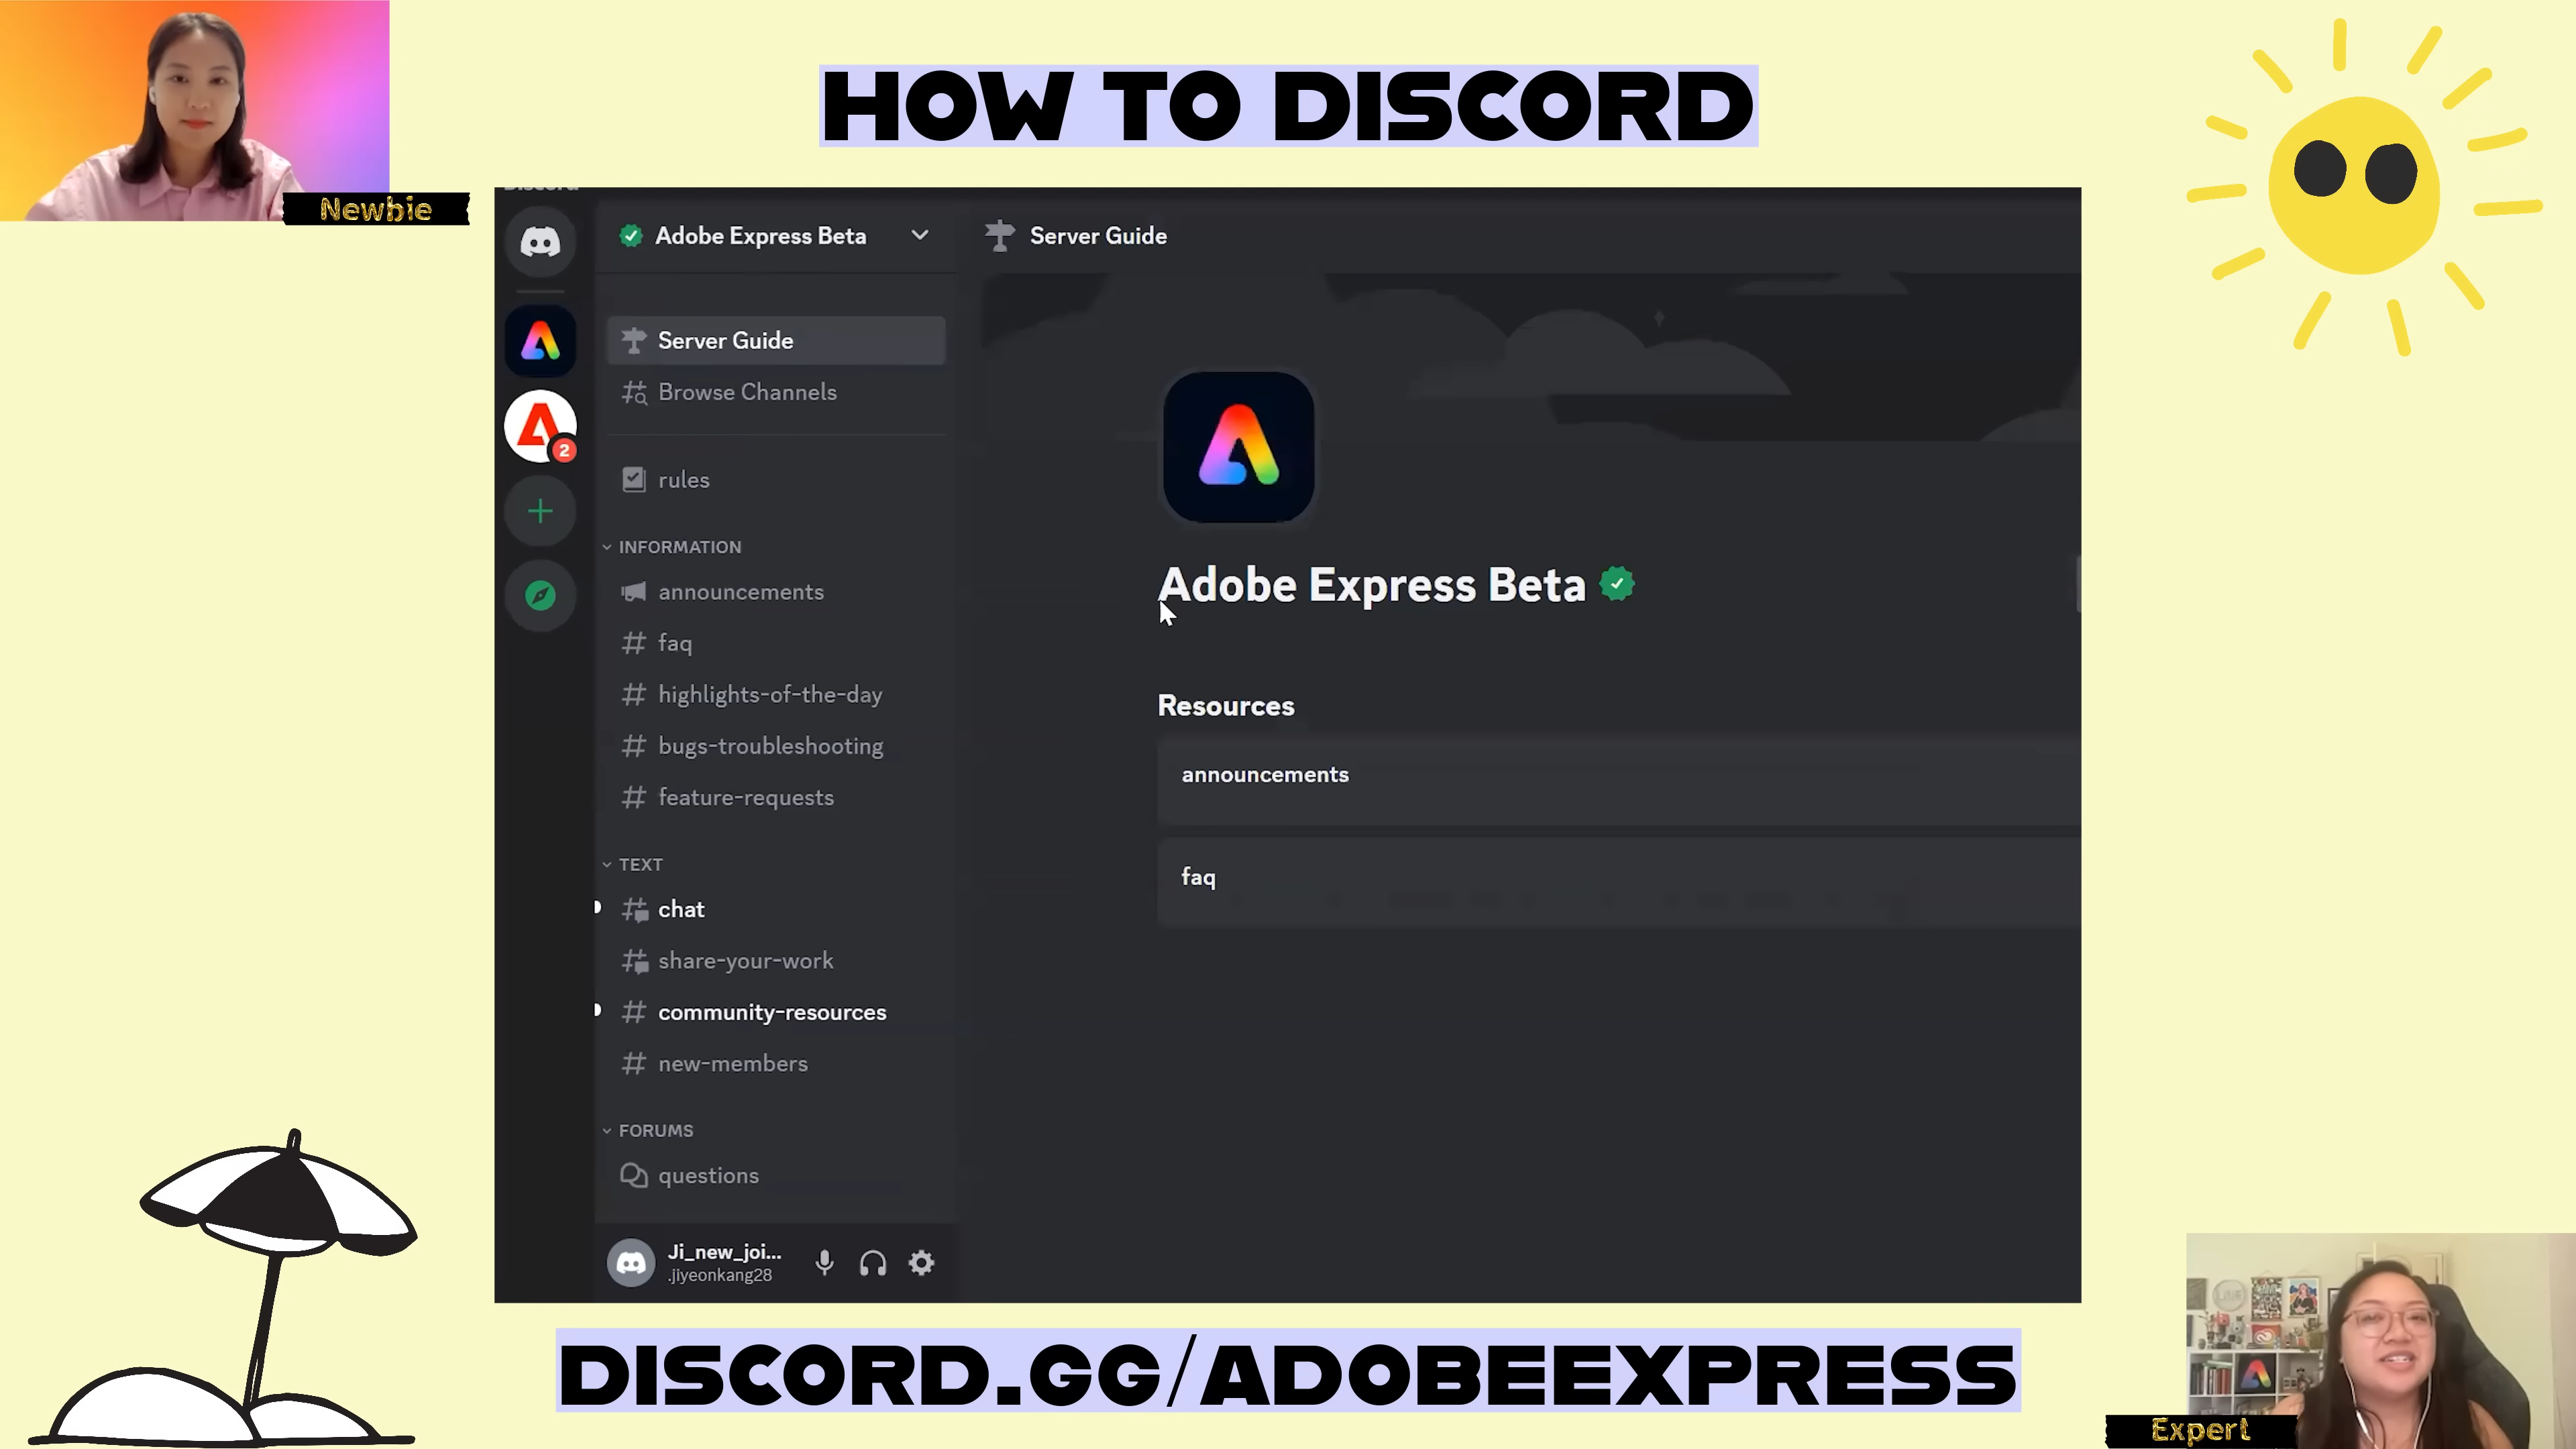 HOW TO DISCORD
Newbie
Discord
Adobe Express Beta
Server Guide
Server Guide
Browse Channels
2
rules
INFORMATION
announcements
faq
highlights-of-the-day
bugs-troubleshooting
feature-requests
TEXT
chat
share-your-work
community-resources
new-members
FORUMS
questions
Ji_new_joi...
.jiyeonkang28
Adobe Express Beta
Resources
announcements
faq
DISCORD.GG/ADOBEEXPRESS
Expert